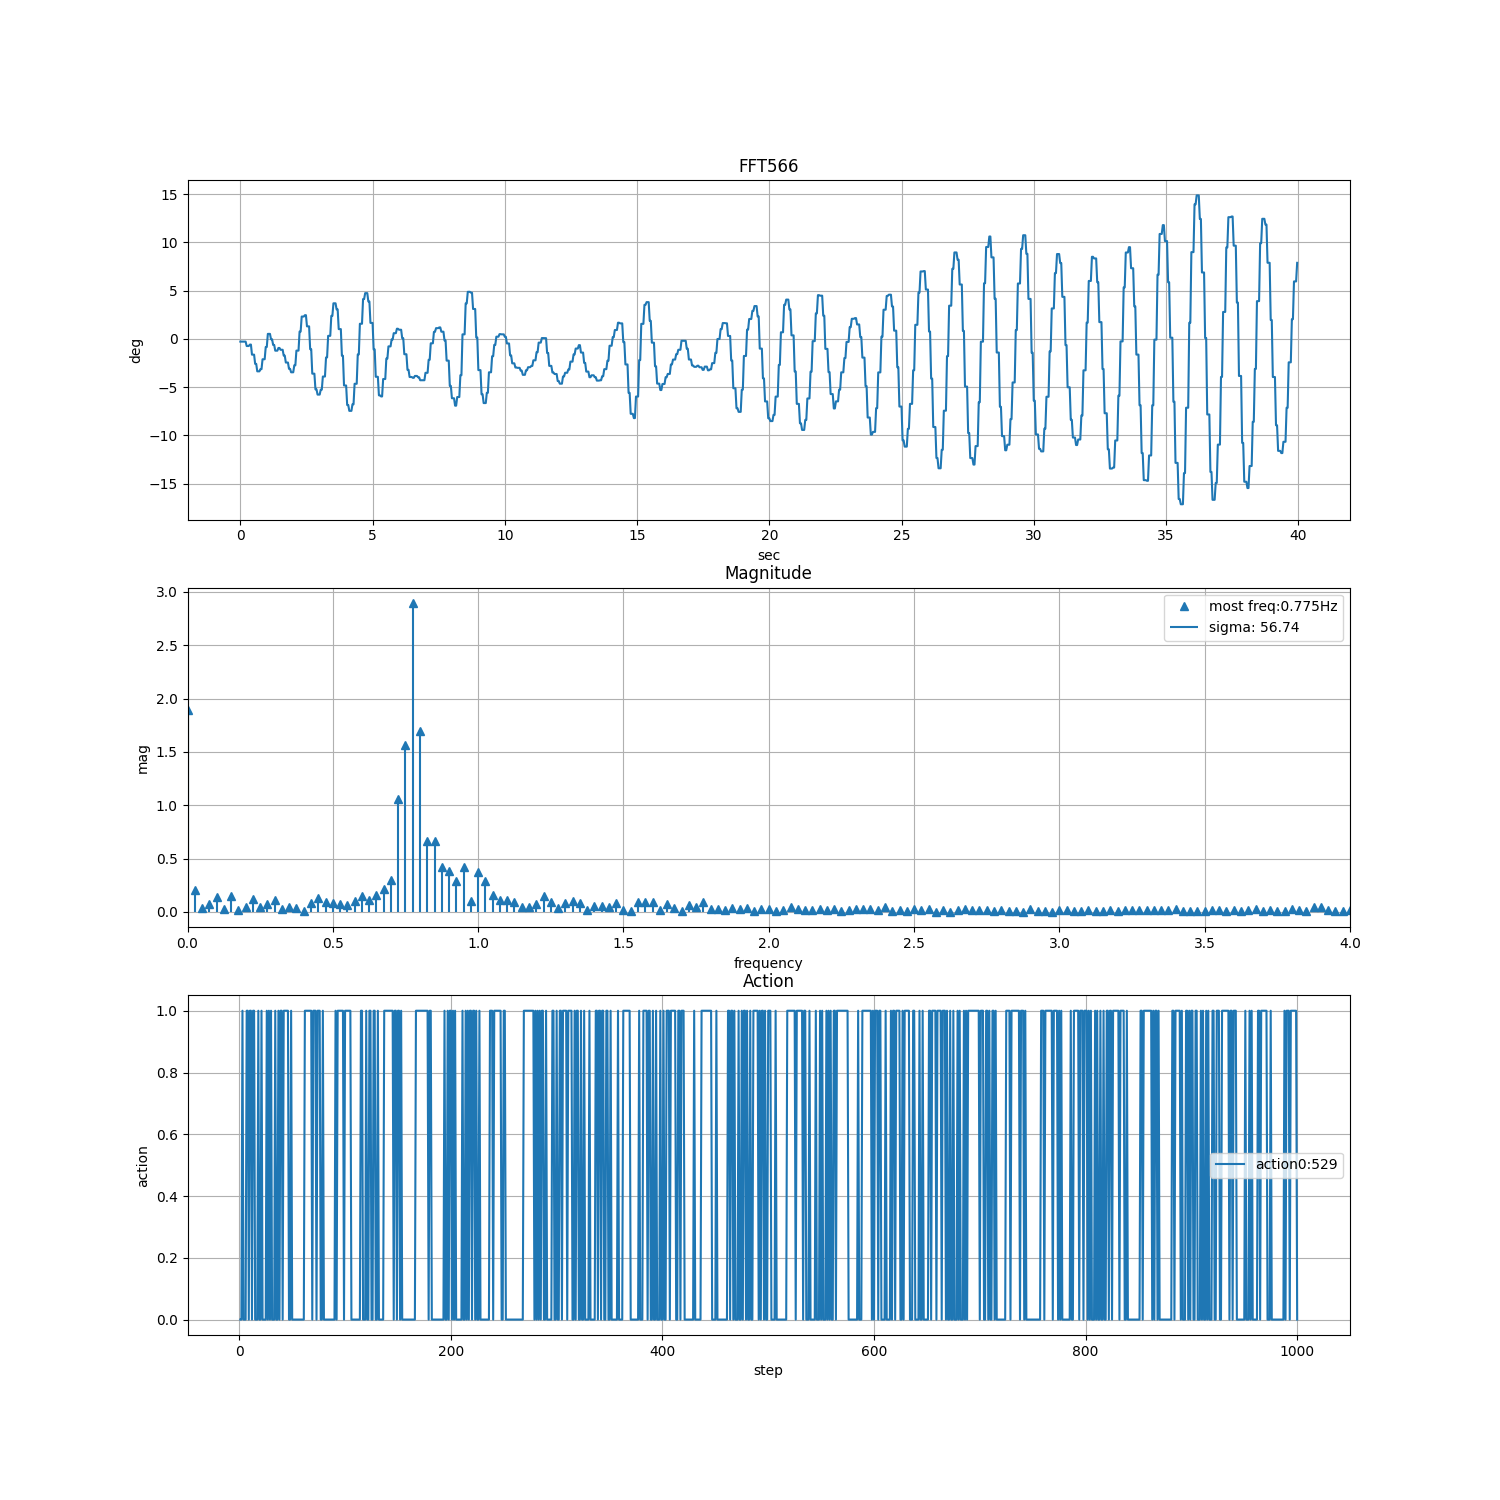 FFT566
15
10
5
0
−5
−10
−15
deg
0 5 10 15 20 25 30 35 40
sec
Magnitude
3.0
2.5
2.0
1.5
1.0
0.5
0.0
mag
most freq:0.775Hz
sigma: 56.74
0.0 0.5 1.0 1.5 2.0 2.5 3.0 3.5 4.0
frequency
Action
1.0
0.8
0.6
0.4
0.2
0.0
action
action0:529
0 200 400 600 800 1000
step